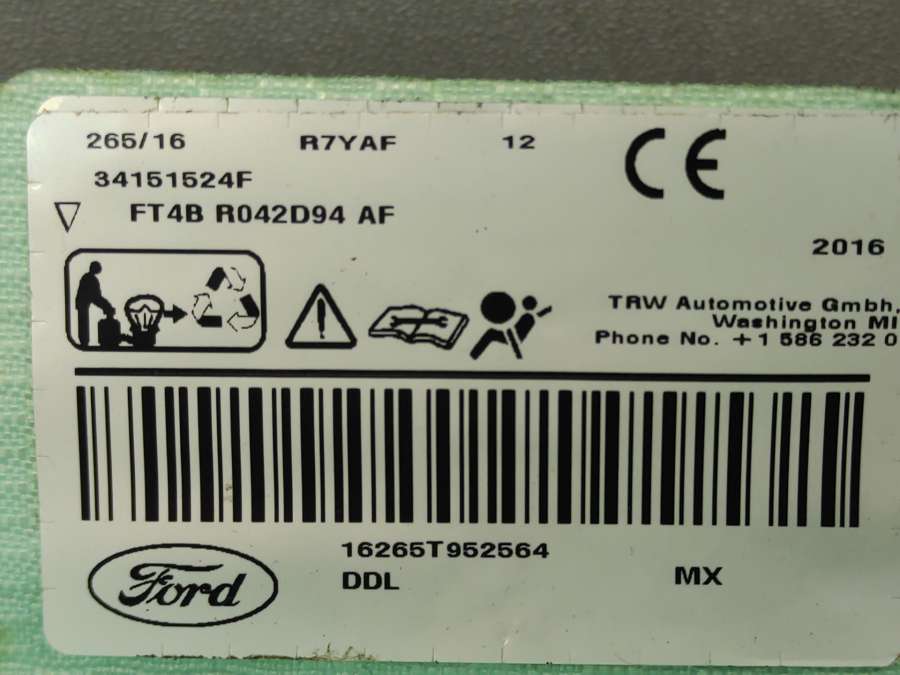 265/16 R7YAF 12 CE
34151524F
FT4B R042D94 AF
2016
TRW Automotive Gmbh,
Washington MI
Phone No. +1 586 232 0
16265T952564
Ford
DDL MX